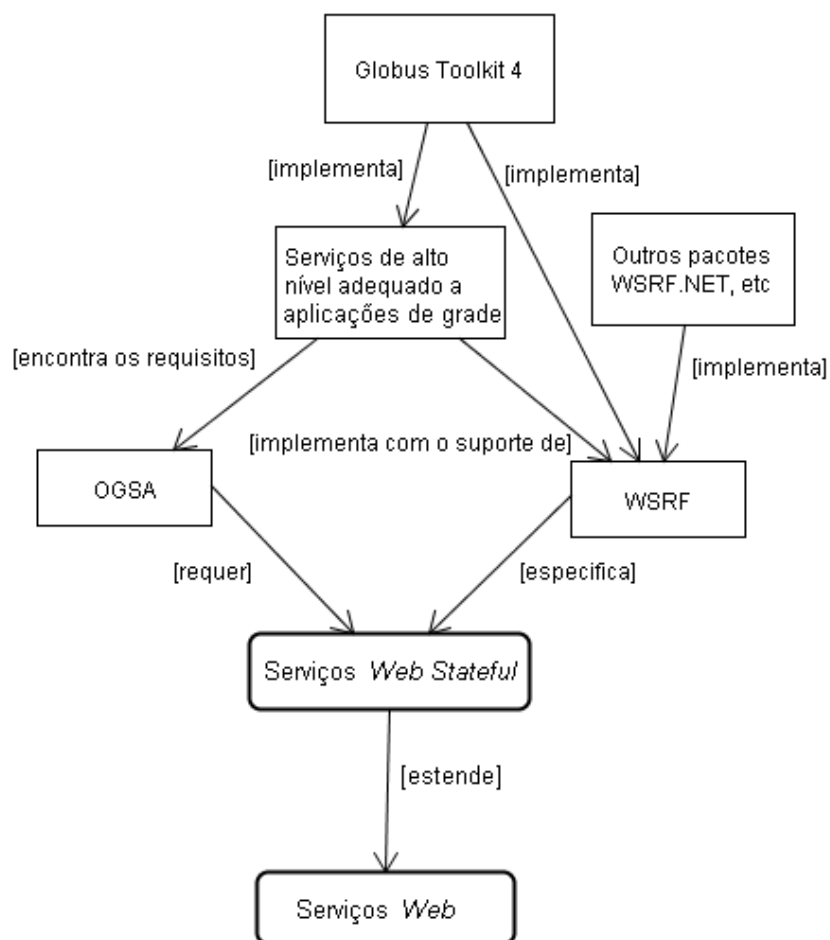 Globus Toolkit 4
[implementa]
[implementa]
Serviços de alto
nível adequado a
aplicações de grade
Outros pacotes
WSRF.NET, etc
[encontra os requisitos]
[implementa]
[implementa com o suporte de]
OGSA
WSRF
[requer]
[especifica]
Serviços Web Stateful
[estende]
Serviços Web